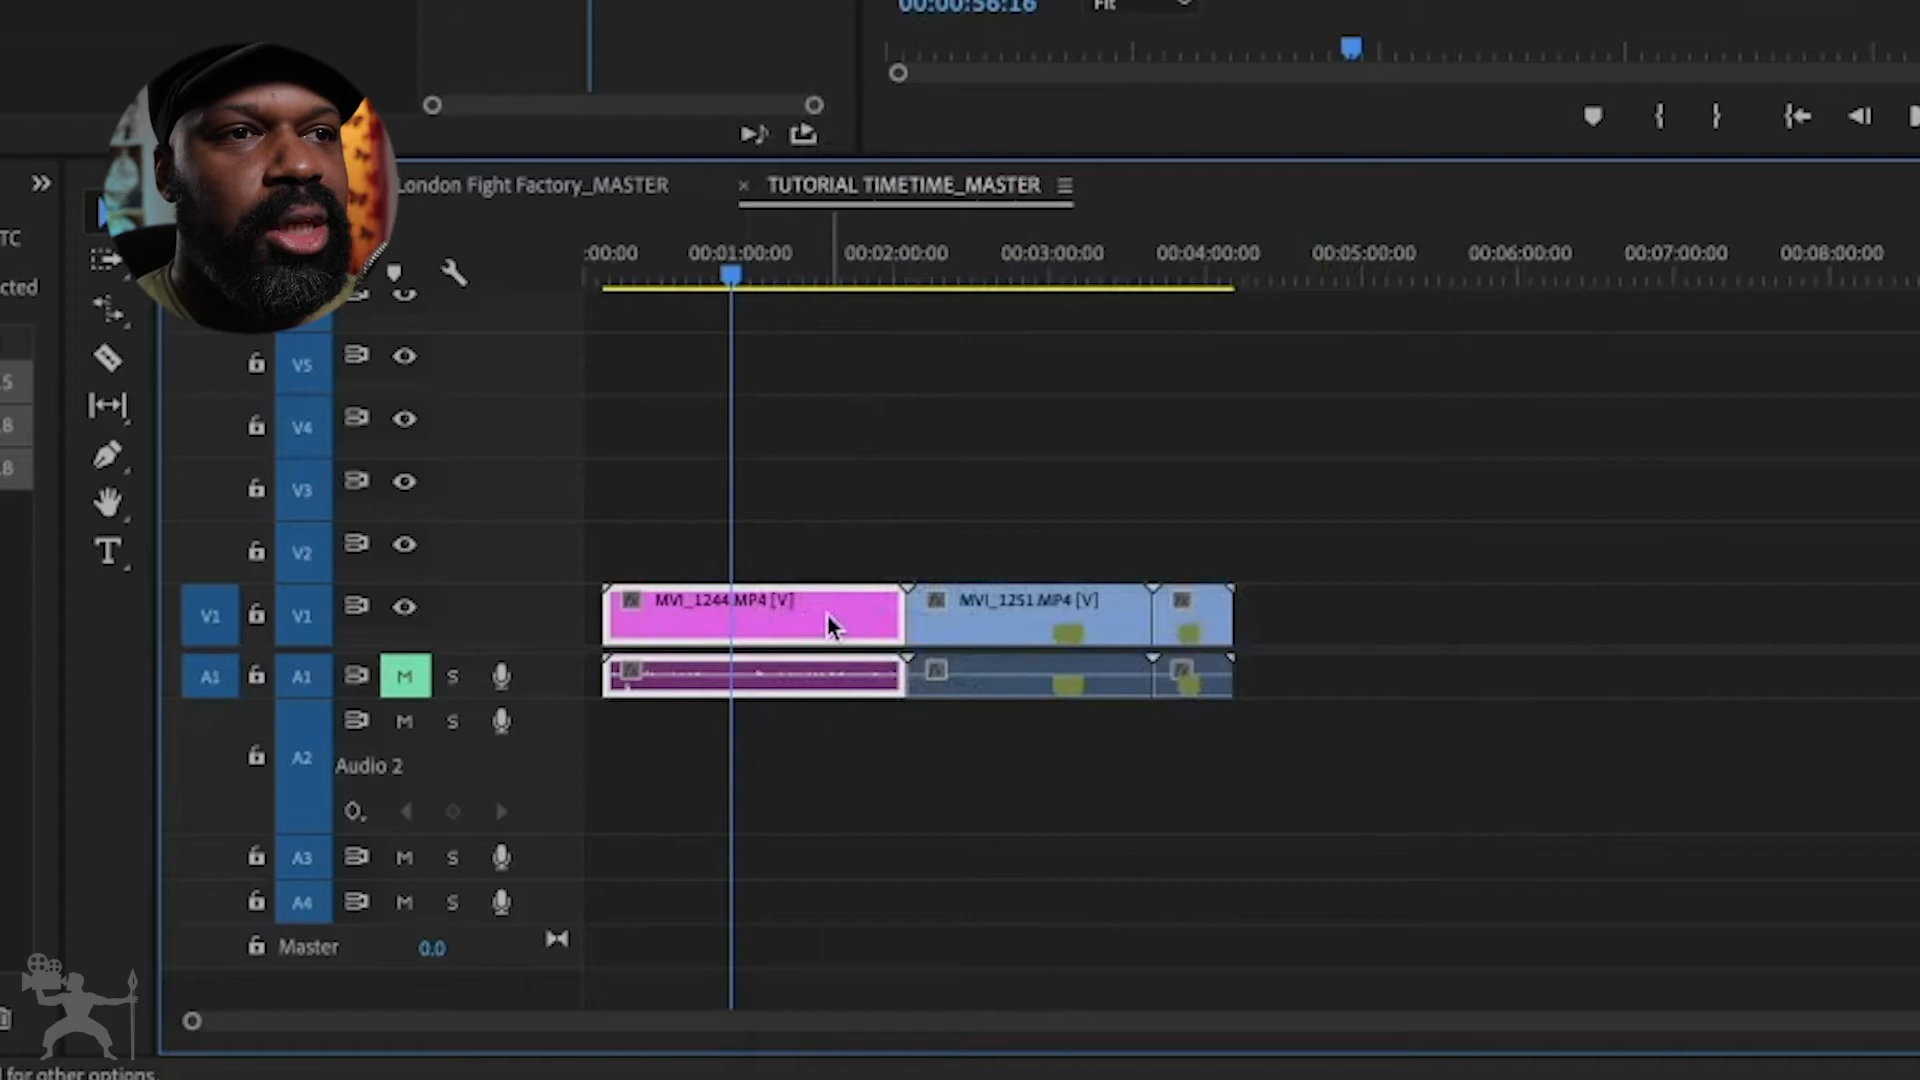 00:00:56:16
Fit
London Fight Factory_MASTER
× TUTORIAL TIMETIME_MASTER
TC
cted
:00:00 00:01:00:00 00:02:00:00 00:03:00:00 00:04:00:00 00:05:00:00 00:06:00:00 00:07:00:00 00:08:00:00
V5
.5
V4
.8
V3
.8
V2
T
V1 V1
MVI_1244.MP4 [V]
MVI_1251.MP4 [V]
A1 A1 M S
M S
A2
Audio 2
A3 M S
A4 M S
Master 0.0
for other options.